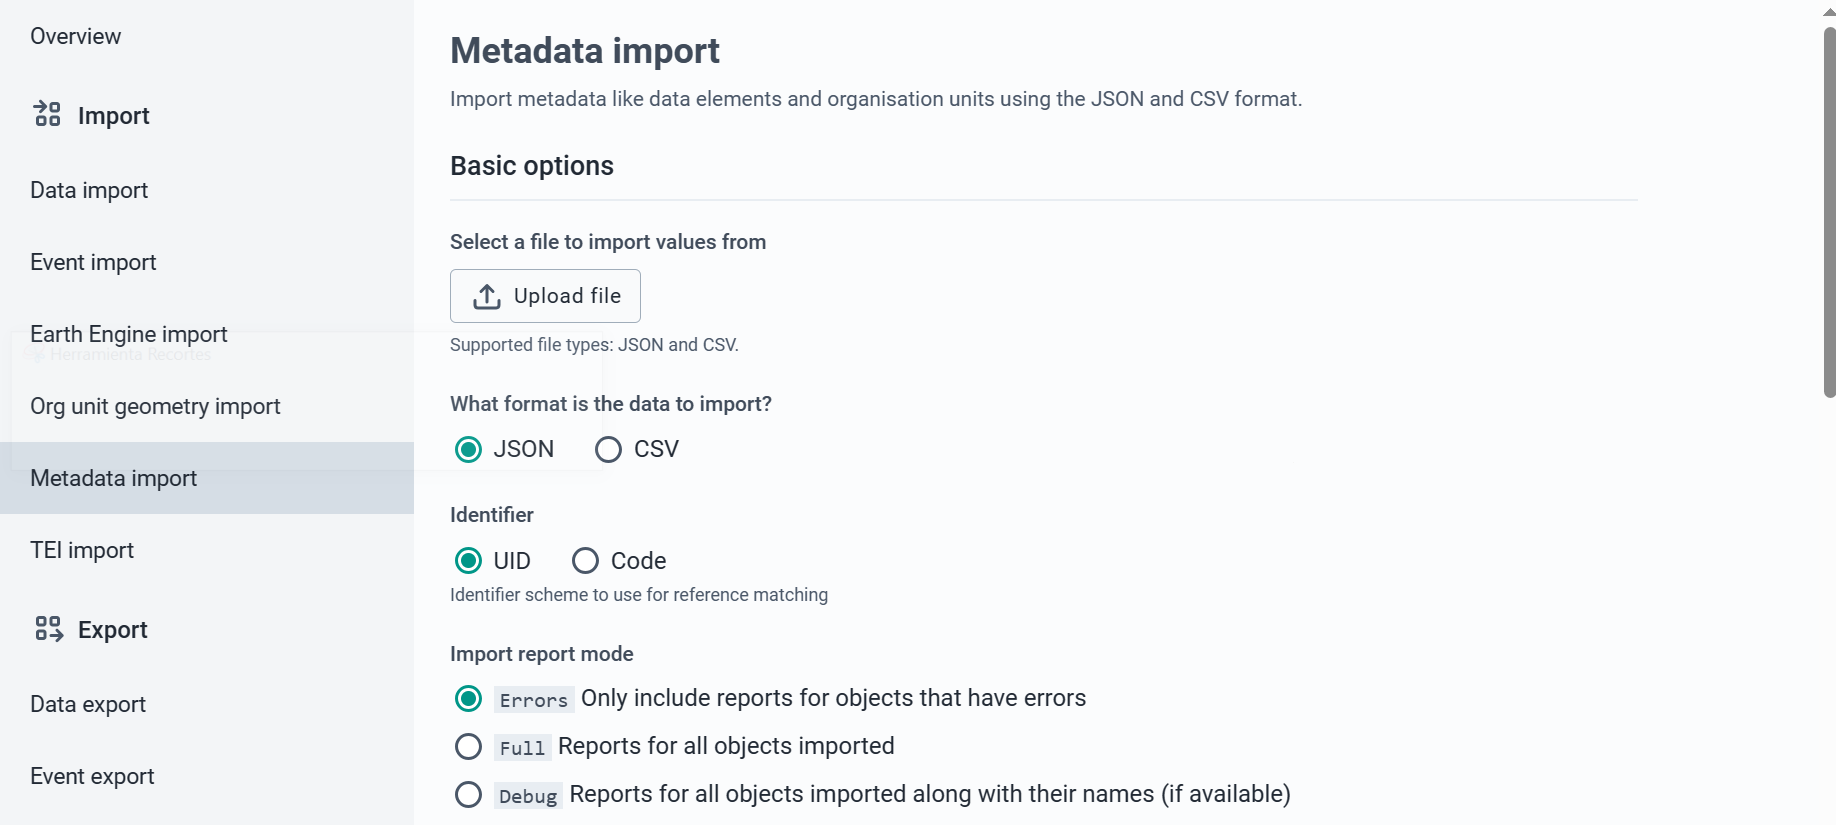 Overview
Import
Data import
Event import
Earth Engine import
Herramienta Recortes
Org unit geometry import
Metadata import
TEI import
Export
Data export
Event export
Metadata import
Import metadata like data elements and organisation units using the JSON and CSV format.
Basic options
Select a file to import values from
Upload file
Supported file types: JSON and CSV.
What format is the data to import?
JSON CSV
Identifier
UID Code
Identifier scheme to use for reference matching
Import report mode
Errors Only include reports for objects that have errors
Full Reports for all objects imported
Debug Reports for all objects imported along with their names (if available)